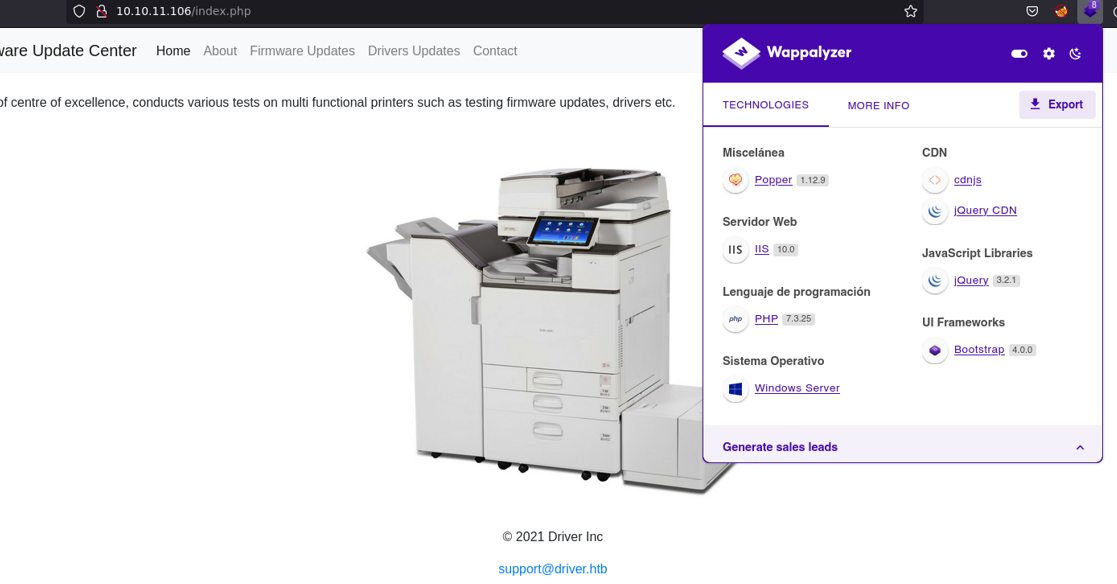 10.10.11.106/index.php
8
Wappalyzer
ware Update Center Home About Firmware Updates Drivers Updates Contact
TECHNOLOGIES MORE INFO Export
of centre of excellence, conducts various tests on multi functional printers such as testing firmware updates, drivers etc.
Miscelánea
Popper 1.12.9
Servidor Web
IIS IIS 10.0
Lenguaje de programación
php PHP 7.3.25
Sistema Operativo
Windows Server
CDN
cdnjs
jQuery CDN
JavaScript Libraries
jQuery 3.2.1
UI Frameworks
Bootstrap 4.0.0
Generate sales leads
© 2021 Driver Inc
support@driver.htb